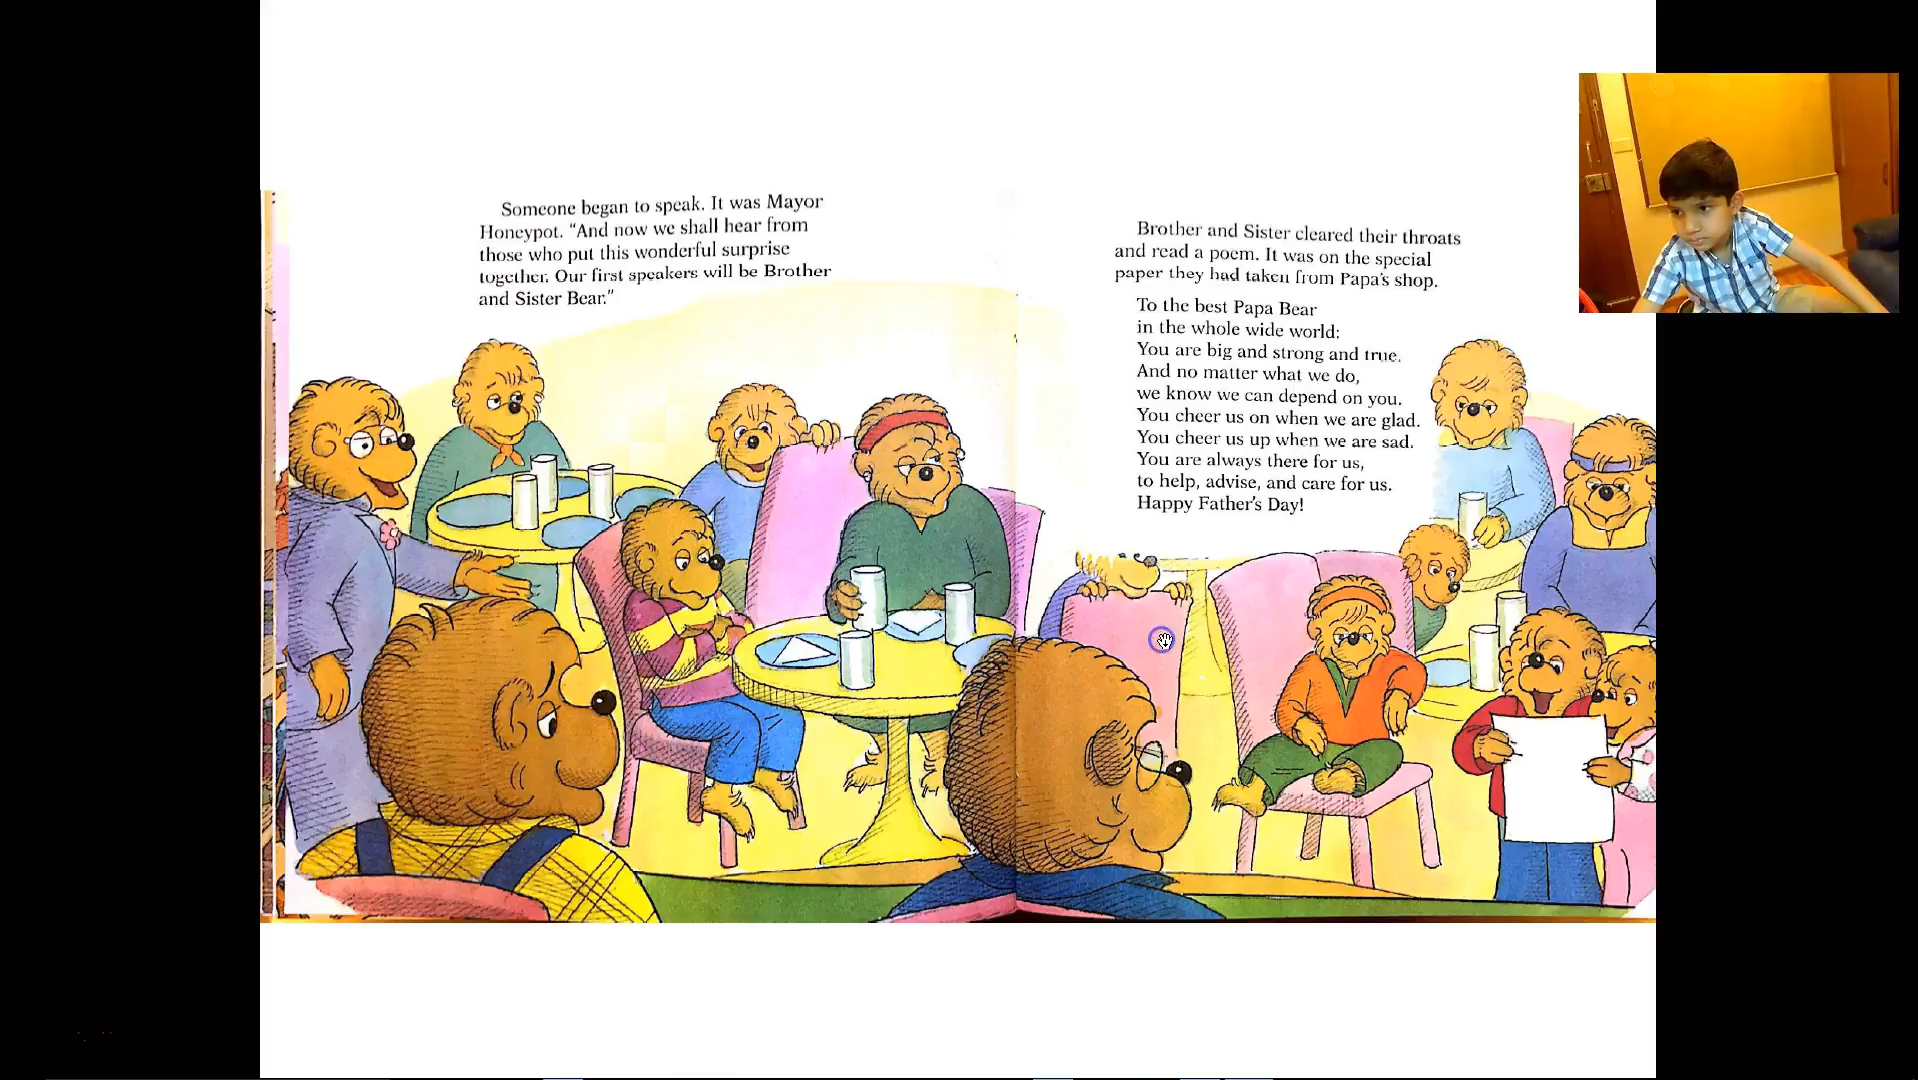 Someone began to speak. It was Mayor
Honeypot. “And now we shall hear from
those who put this wonderful surprise
together. Our first speakers will be Brother
and Sister Bear.”
Brother and Sister cleared their throats
and read a poem. It was on the special
paper they had taken from Papa’s shop.
To the best Papa Bear
in the whole wide world:
You are big and strong and true.
And no matter what we do,
we know we can depend on you.
You cheer us on when we are glad.
You cheer us up when we are sad.
You are always there for us,
to help, advise, and care for us.
Happy Father’s Day!